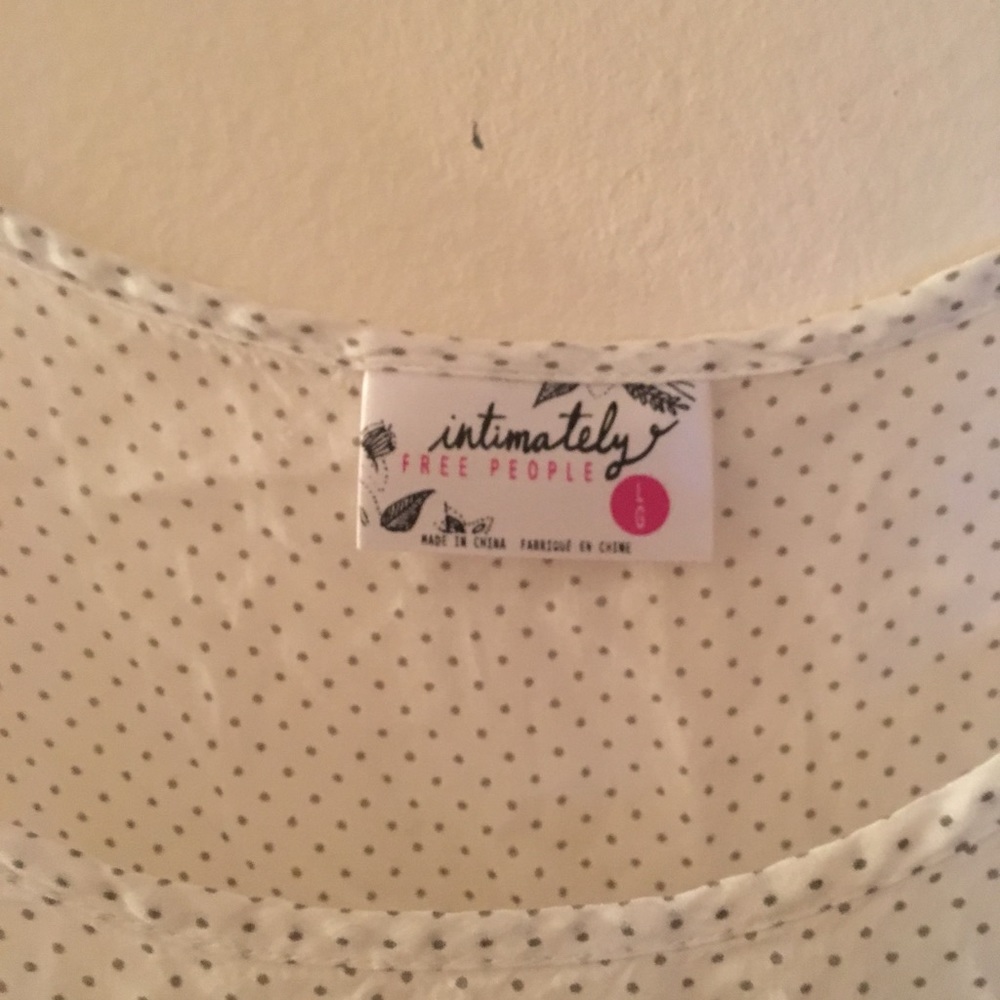 intimately
FREE PEOPLE
LG
MADE IN CHINA FABRIQUÉ EN CHINE